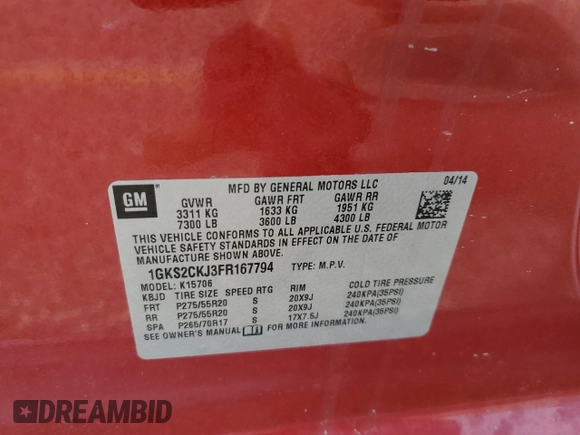 MFD BY GENERAL MOTORS LLC
04/14
GM
GVWR GAWR FRT GAWR RR
3311 KG 1633 KG 1951 KG
7300 LB 3600 LB 4300 LB
THIS VEHICLE CONFORMS TO ALL APPLICABLE U.S. FEDERAL MOTOR
VEHICLE SAFETY STANDARDS IN EFFECT ON THE DATE OF
MANUFACTURE SHOWN ABOVE.
1GKS2CKJ3FR167794 TYPE: M.P.V.
MODEL: K15706
KBJD TIRE SIZE SPEED RTG RIM COLD TIRE PRESSURE
FRT P275/55R20 S 20X9J 240KPA(35PSI)
RR P275/55R20 S 20X9J 240KPA(35PSI)
SPA P265/70R17 S 17X7.5J 240KPA(35PSI)
SEE OWNER'S MANUAL
DREAMBID